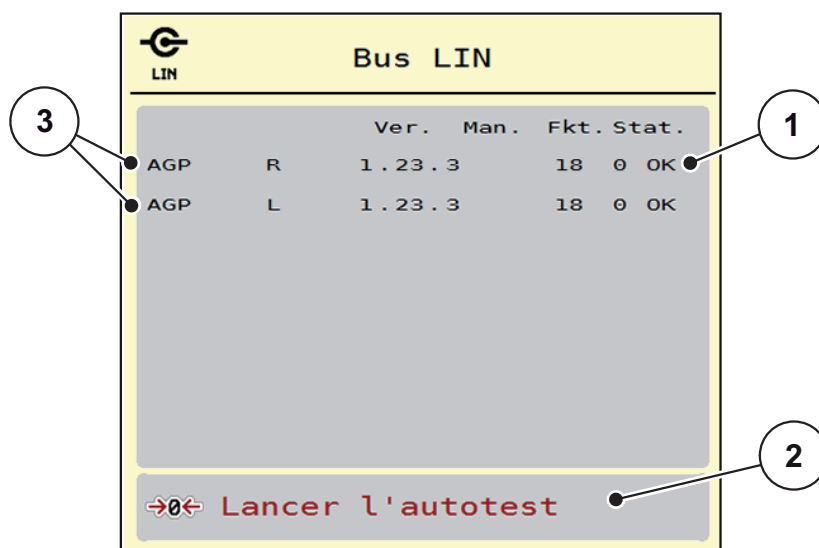 LIN
Bus LIN
3
1
Ver. Man. Fkt. Stat.
AGP R 1.23.3 18 0 OK
AGP L 1.23.3 18 0 OK
2
→0← Lancer l'autotest